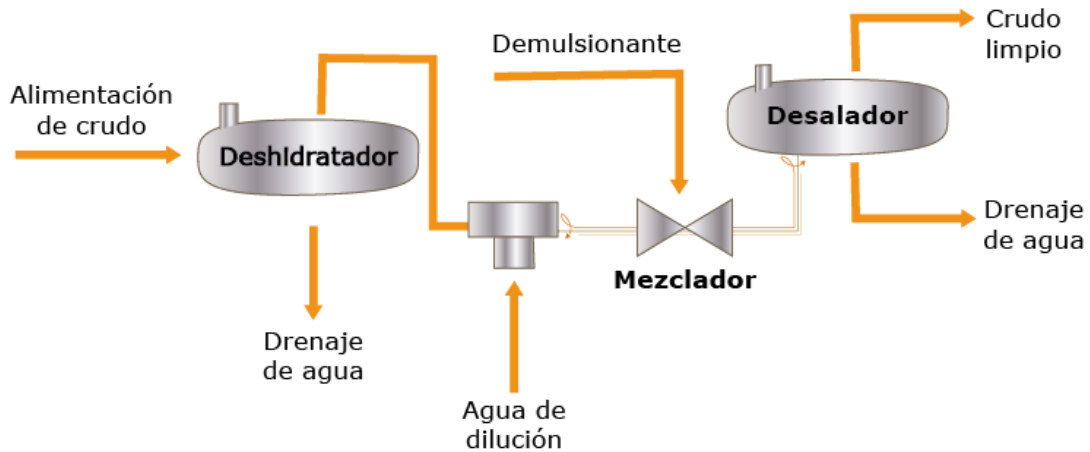 Crudo
limpio
Demulsionante
Alimentación
de crudo
Desalador
Deshidratador
Drenaje
de agua
Mezclador
Drenaje
de agua
Agua de
dilución